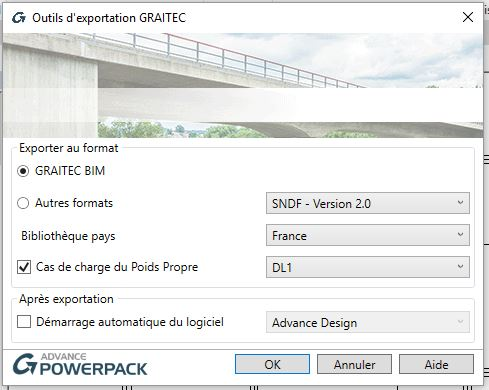 Outils d'exportation GRAITEC
Exporter au format
GRAITEC BIM
Autres formats
SNDF - Version 2.0
Bibliothèque pays
France
Cas de charge du Poids Propre
DL1
Après exportation
Démarrage automatique du logiciel
Advance Design
ADVANCE
POWERPACK
OK
Annuler
Aide